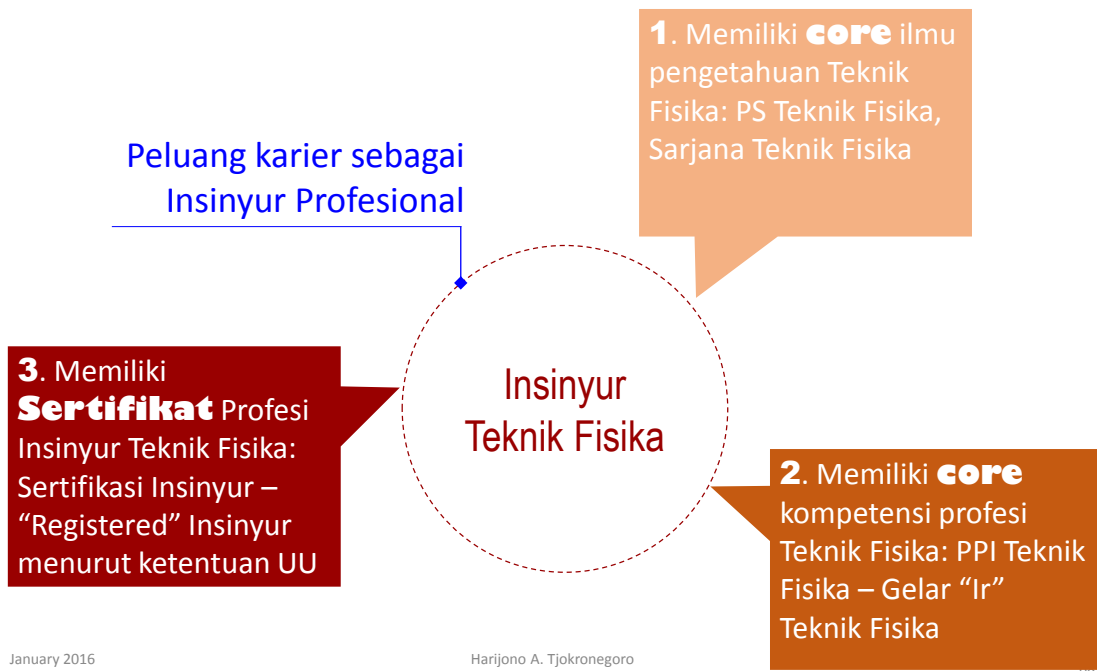 1. Memiliki core ilmu
pengetahuan Teknik
Fisika: PS Teknik Fisika,
Sarjana Teknik Fisika
Peluang karier sebagai
Insinyur Profesional
3. Memiliki
Sertifikat Profesi
Insinyur Teknik Fisika:
Sertifikasi Insinyur –
“Registered” Insinyur
menurut ketentuan UU
Insinyur
Teknik Fisika
2. Memiliki core
kompetensi profesi
Teknik Fisika: PPI Teknik
Fisika – Gelar “Ir”
Teknik Fisika
January 2016
Harijono A. Tjokronegoro